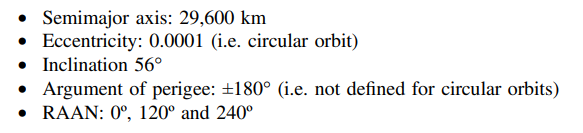 • Semimajor axis: 29,600 km
• Eccentricity: 0.0001 (i.e. circular orbit)
• Inclination 56°
• Argument of perigee: ±180° (i.e. not defined for circular orbits)
• RAAN: 0º, 120º and 240º